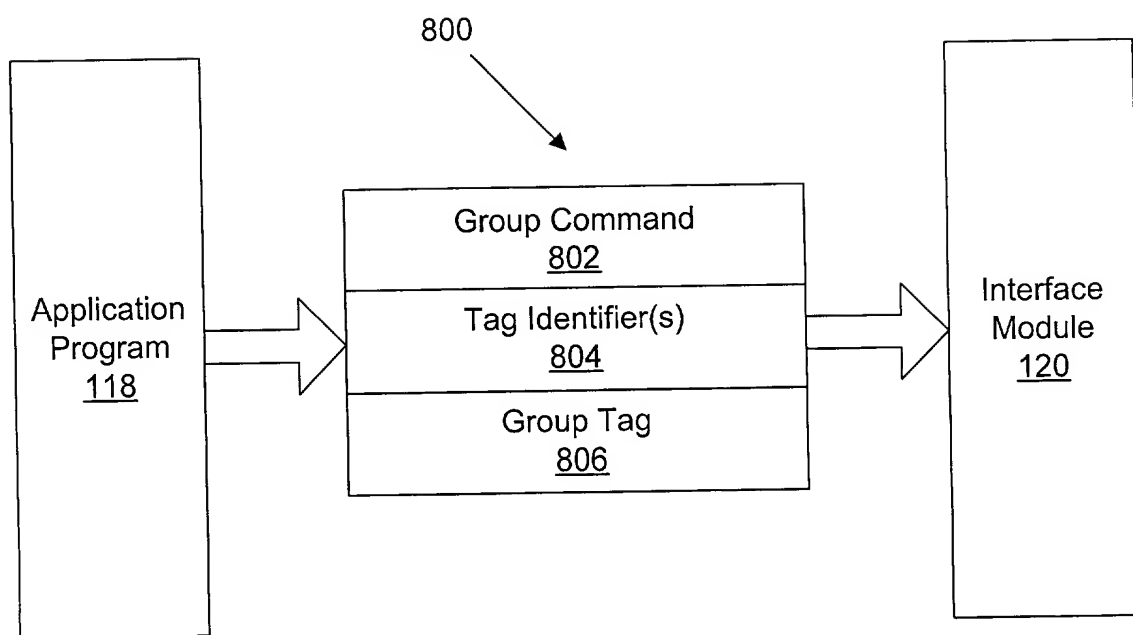 800
Application
Program
118
Group Command
802
Tag Identifier(s)
804
Group Tag
806
Interface
Module
120